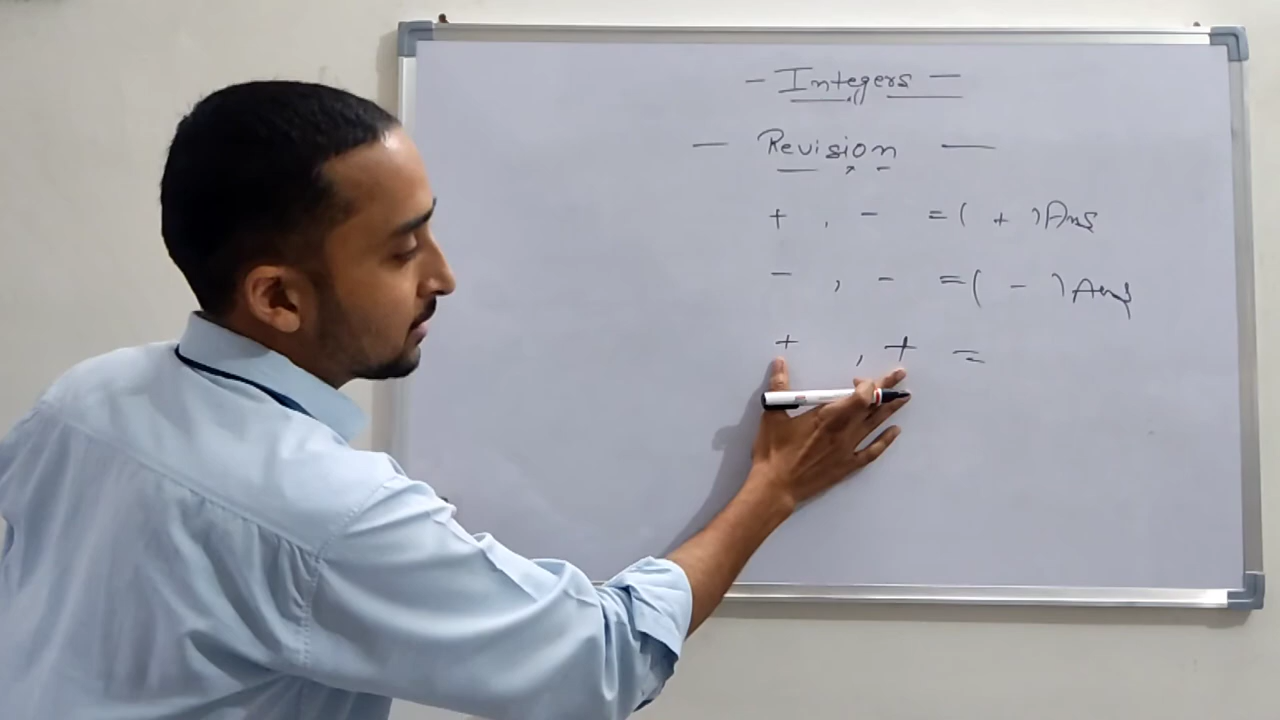 - Integers -
- Revision -
+ , - = ( + ) Ans
- , - = ( - ) Ans
+ , + =